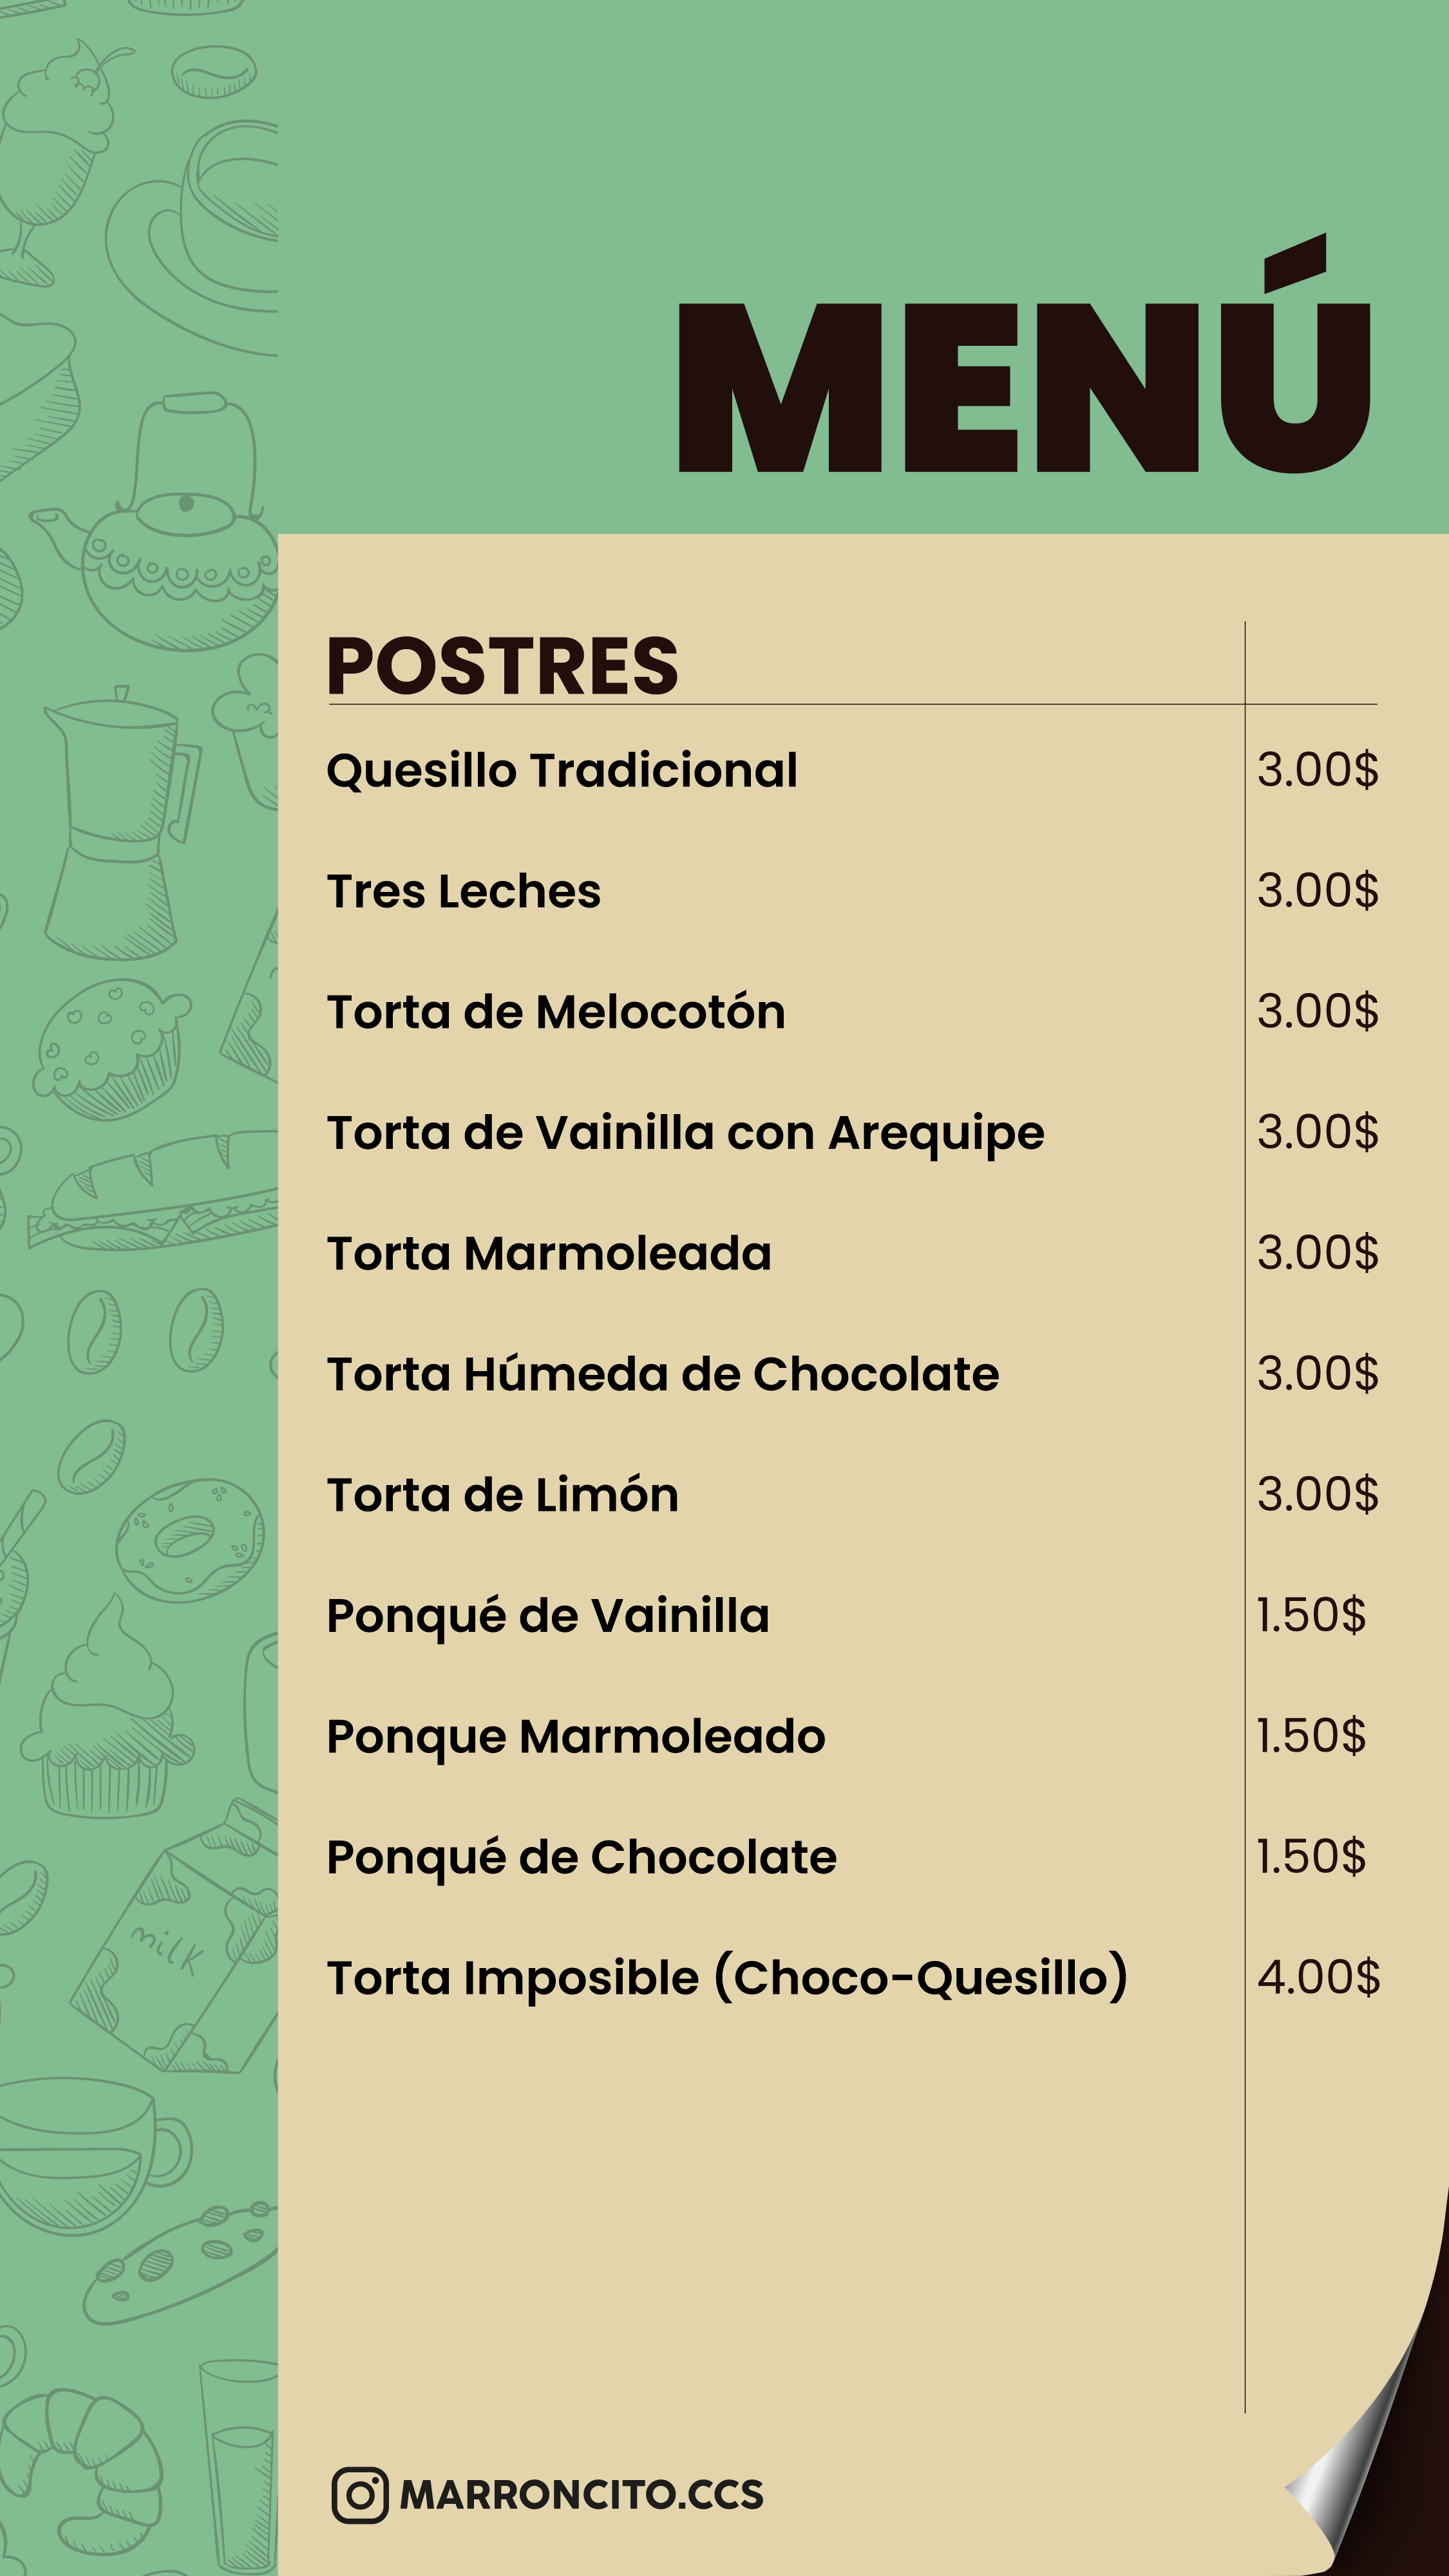 MENÚ
POSTRES
Quesillo Tradicional 3.00$
Tres Leches 3.00$
Torta de Melocotón 3.00$
Torta de Vainilla con Arequipe 3.00$
Torta Marmoleada 3.00$
Torta Húmeda de Chocolate 3.00$
Torta de Limón 3.00$
Ponqué de Vainilla 1.50$
Ponque Marmoleado 1.50$
Ponqué de Chocolate 1.50$
milk
Torta Imposible (Choco-Quesillo) 4.00$
MARRONCITO.CCS